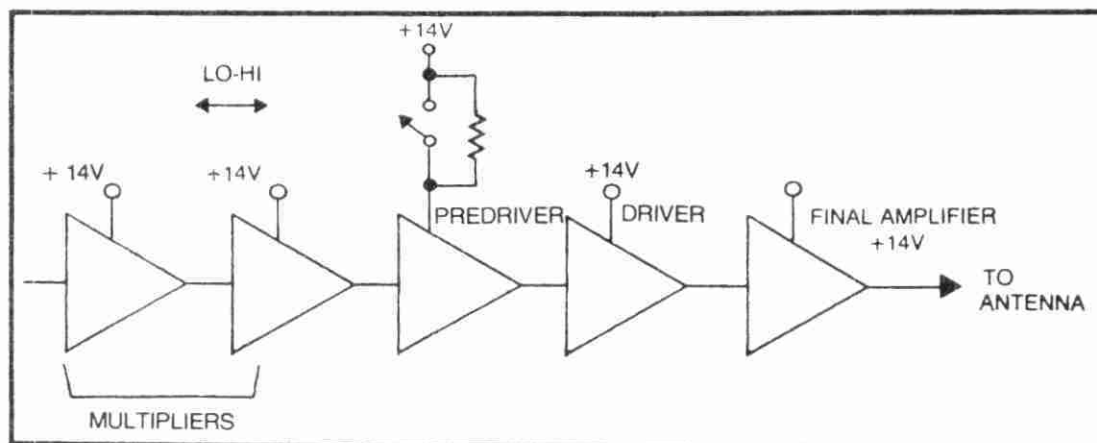 +14V
LO-HI
+ 14V
+14V
+14V
PREDRIVER
DRIVER
FINAL AMPLIFIER
+14V
TO
ANTENNA
MULTIPLIERS